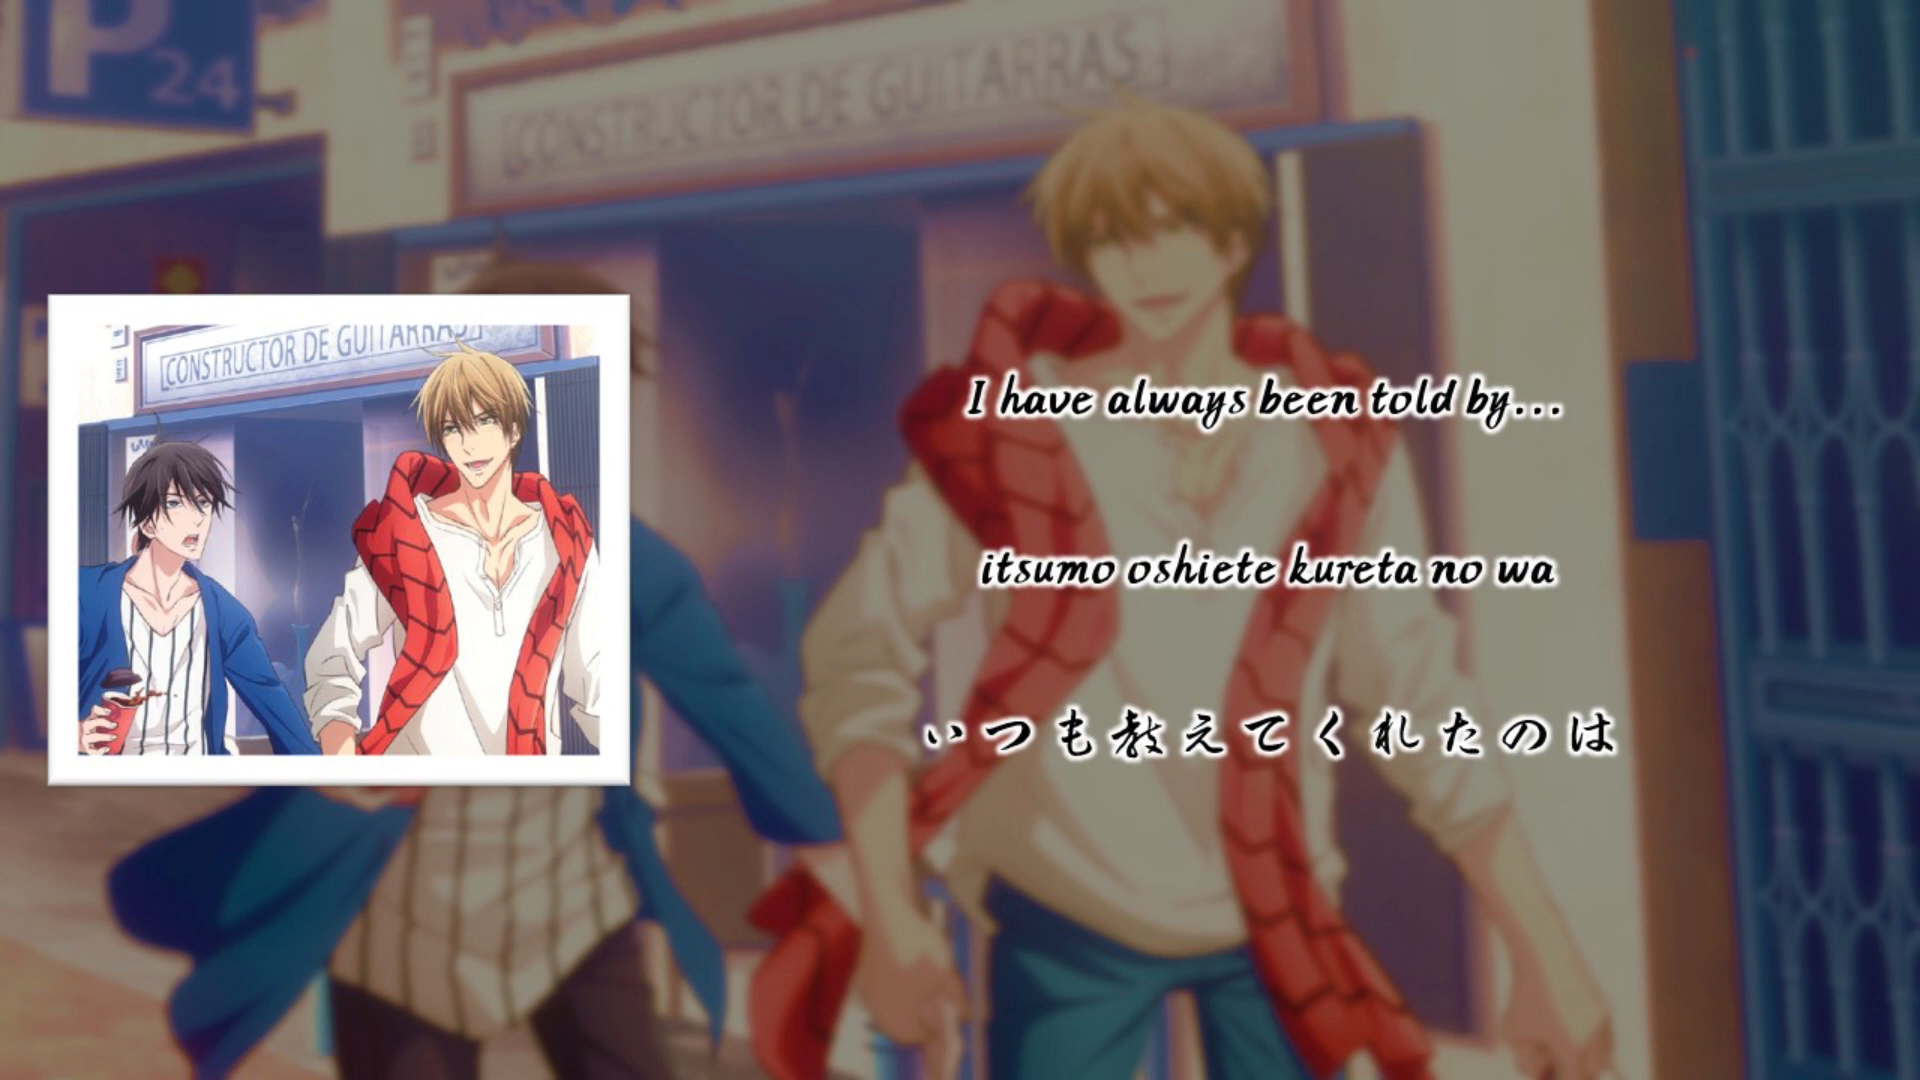 P
24
CONSTRUCTOR DE GUITARRAS
CONSTRUCTOR DE GUITARRAS
I have always been told by...
itsumo oshiete kureta no wa
いつも教えてくれたのは